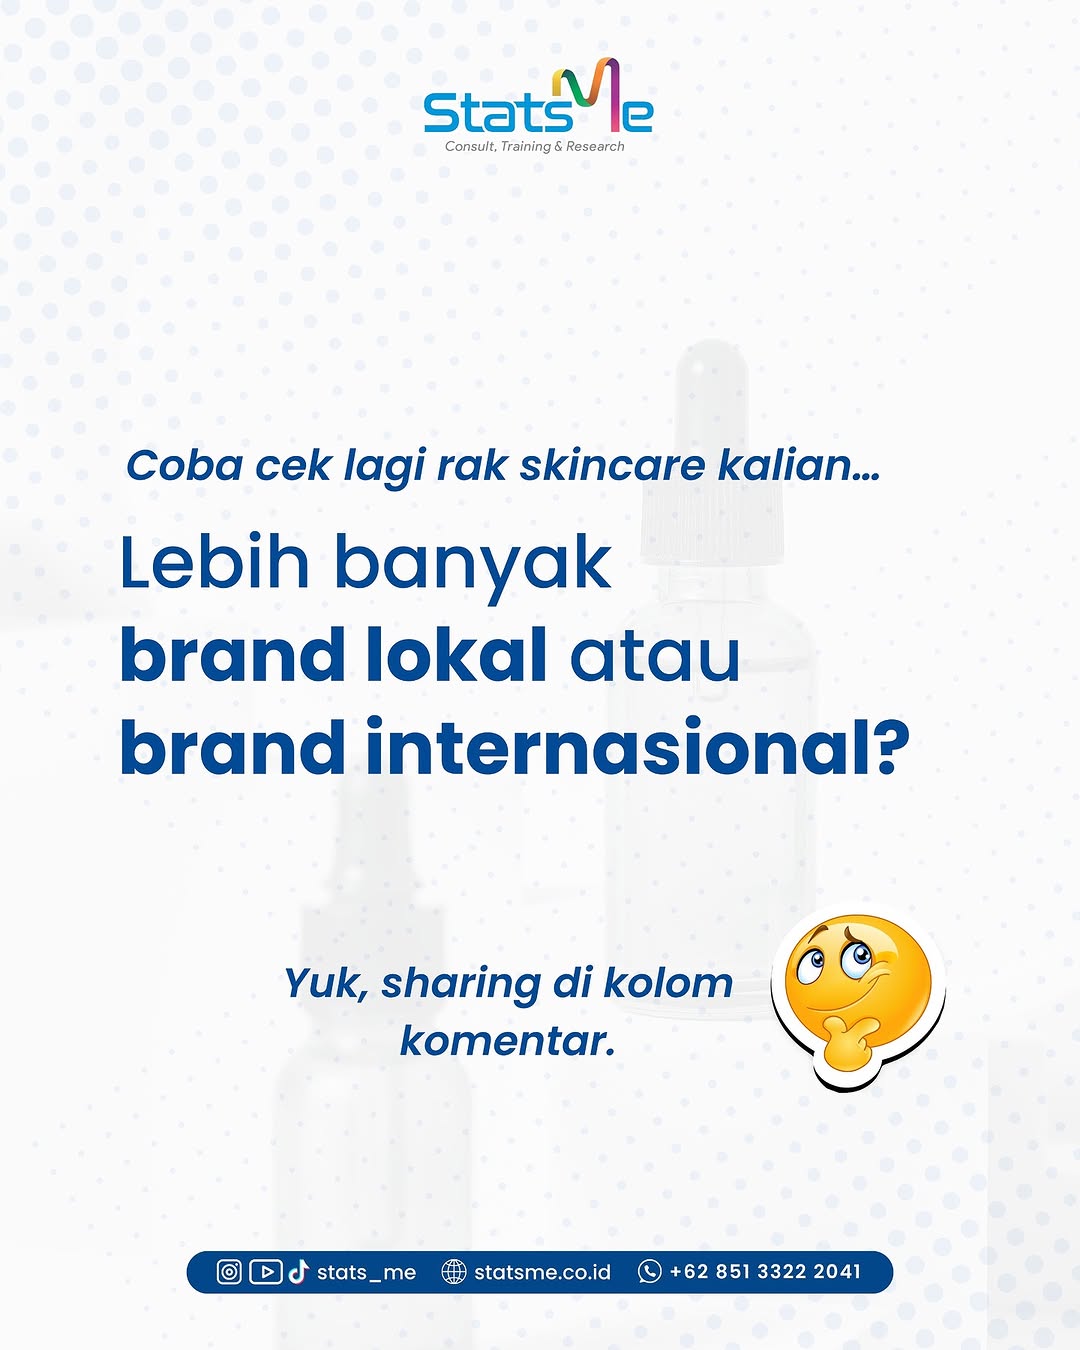 StatsMe
Consult, Training & Research
Coba cek lagi rak skincare kalian...
Lebih banyak
brand lokal atau
brand internasional?
Yuk, sharing di kolom
komentar.
stats_me statsme.co.id +62 851 3322 2041